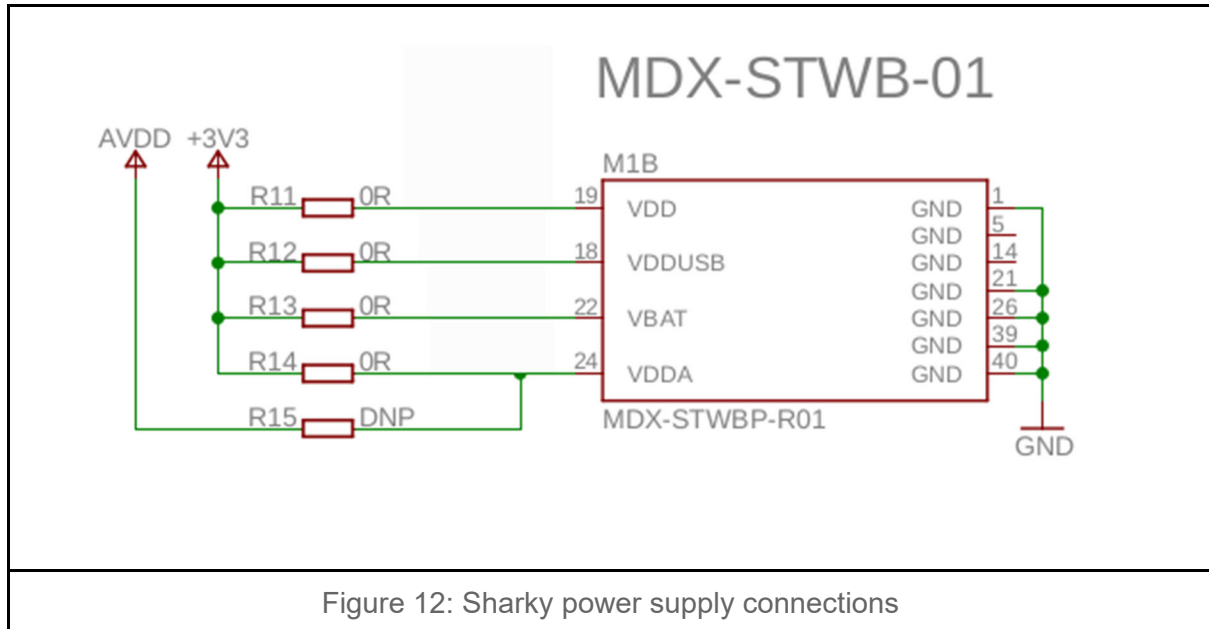 MDX-STWB-01
AVDD +3V3
M1B
R11 0R 19 VDD GND 1
GND 5
R12 0R 18 VDDUSB GND 14
GND 21
R13 0R 22 VBAT GND 26
GND 39
R14 0R 24 VDDA GND 40
R15 DNP MDX-STWBP-R01
GND
Figure 12: Sharky power supply connections